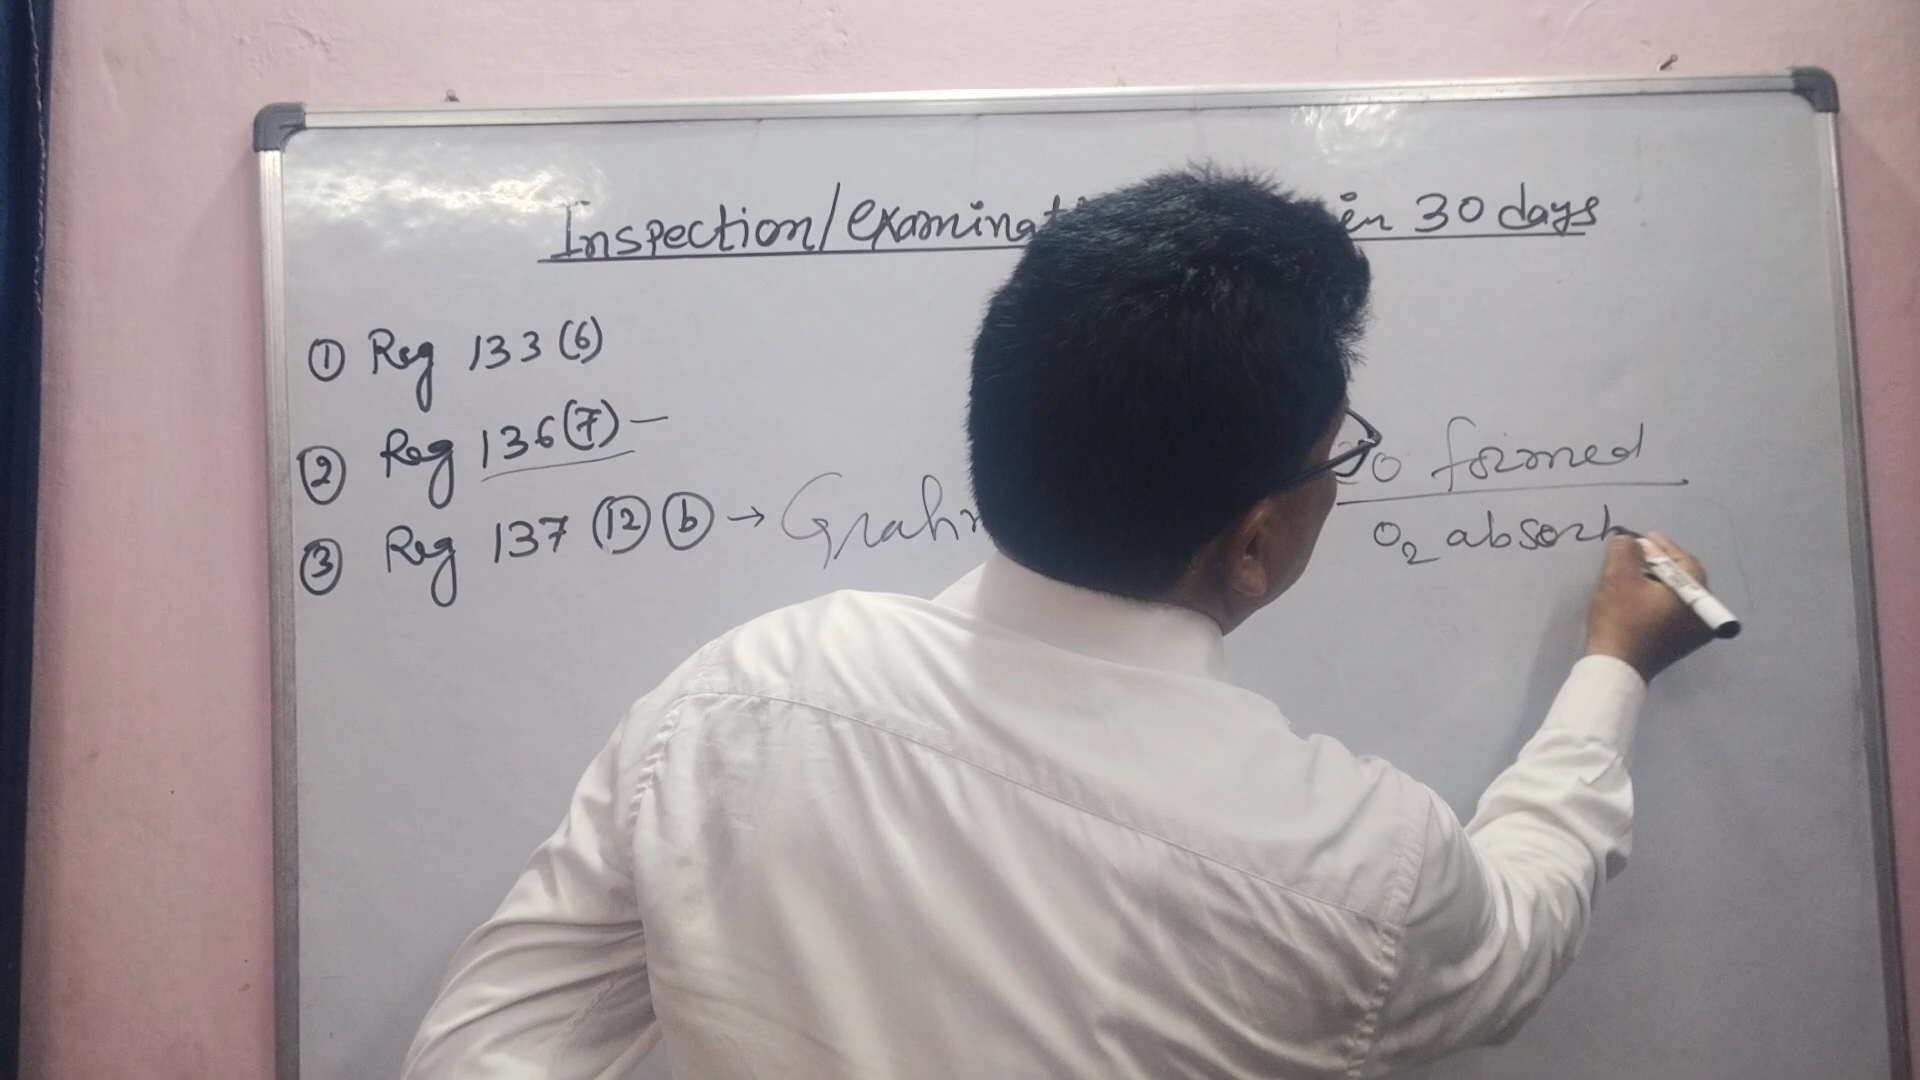 Inspection/examinat in 30 days
① Reg 133(6)
② Reg 136(7) —
③ Reg 137 ⑫ ⓑ → Grah O formed
O₂ absorb